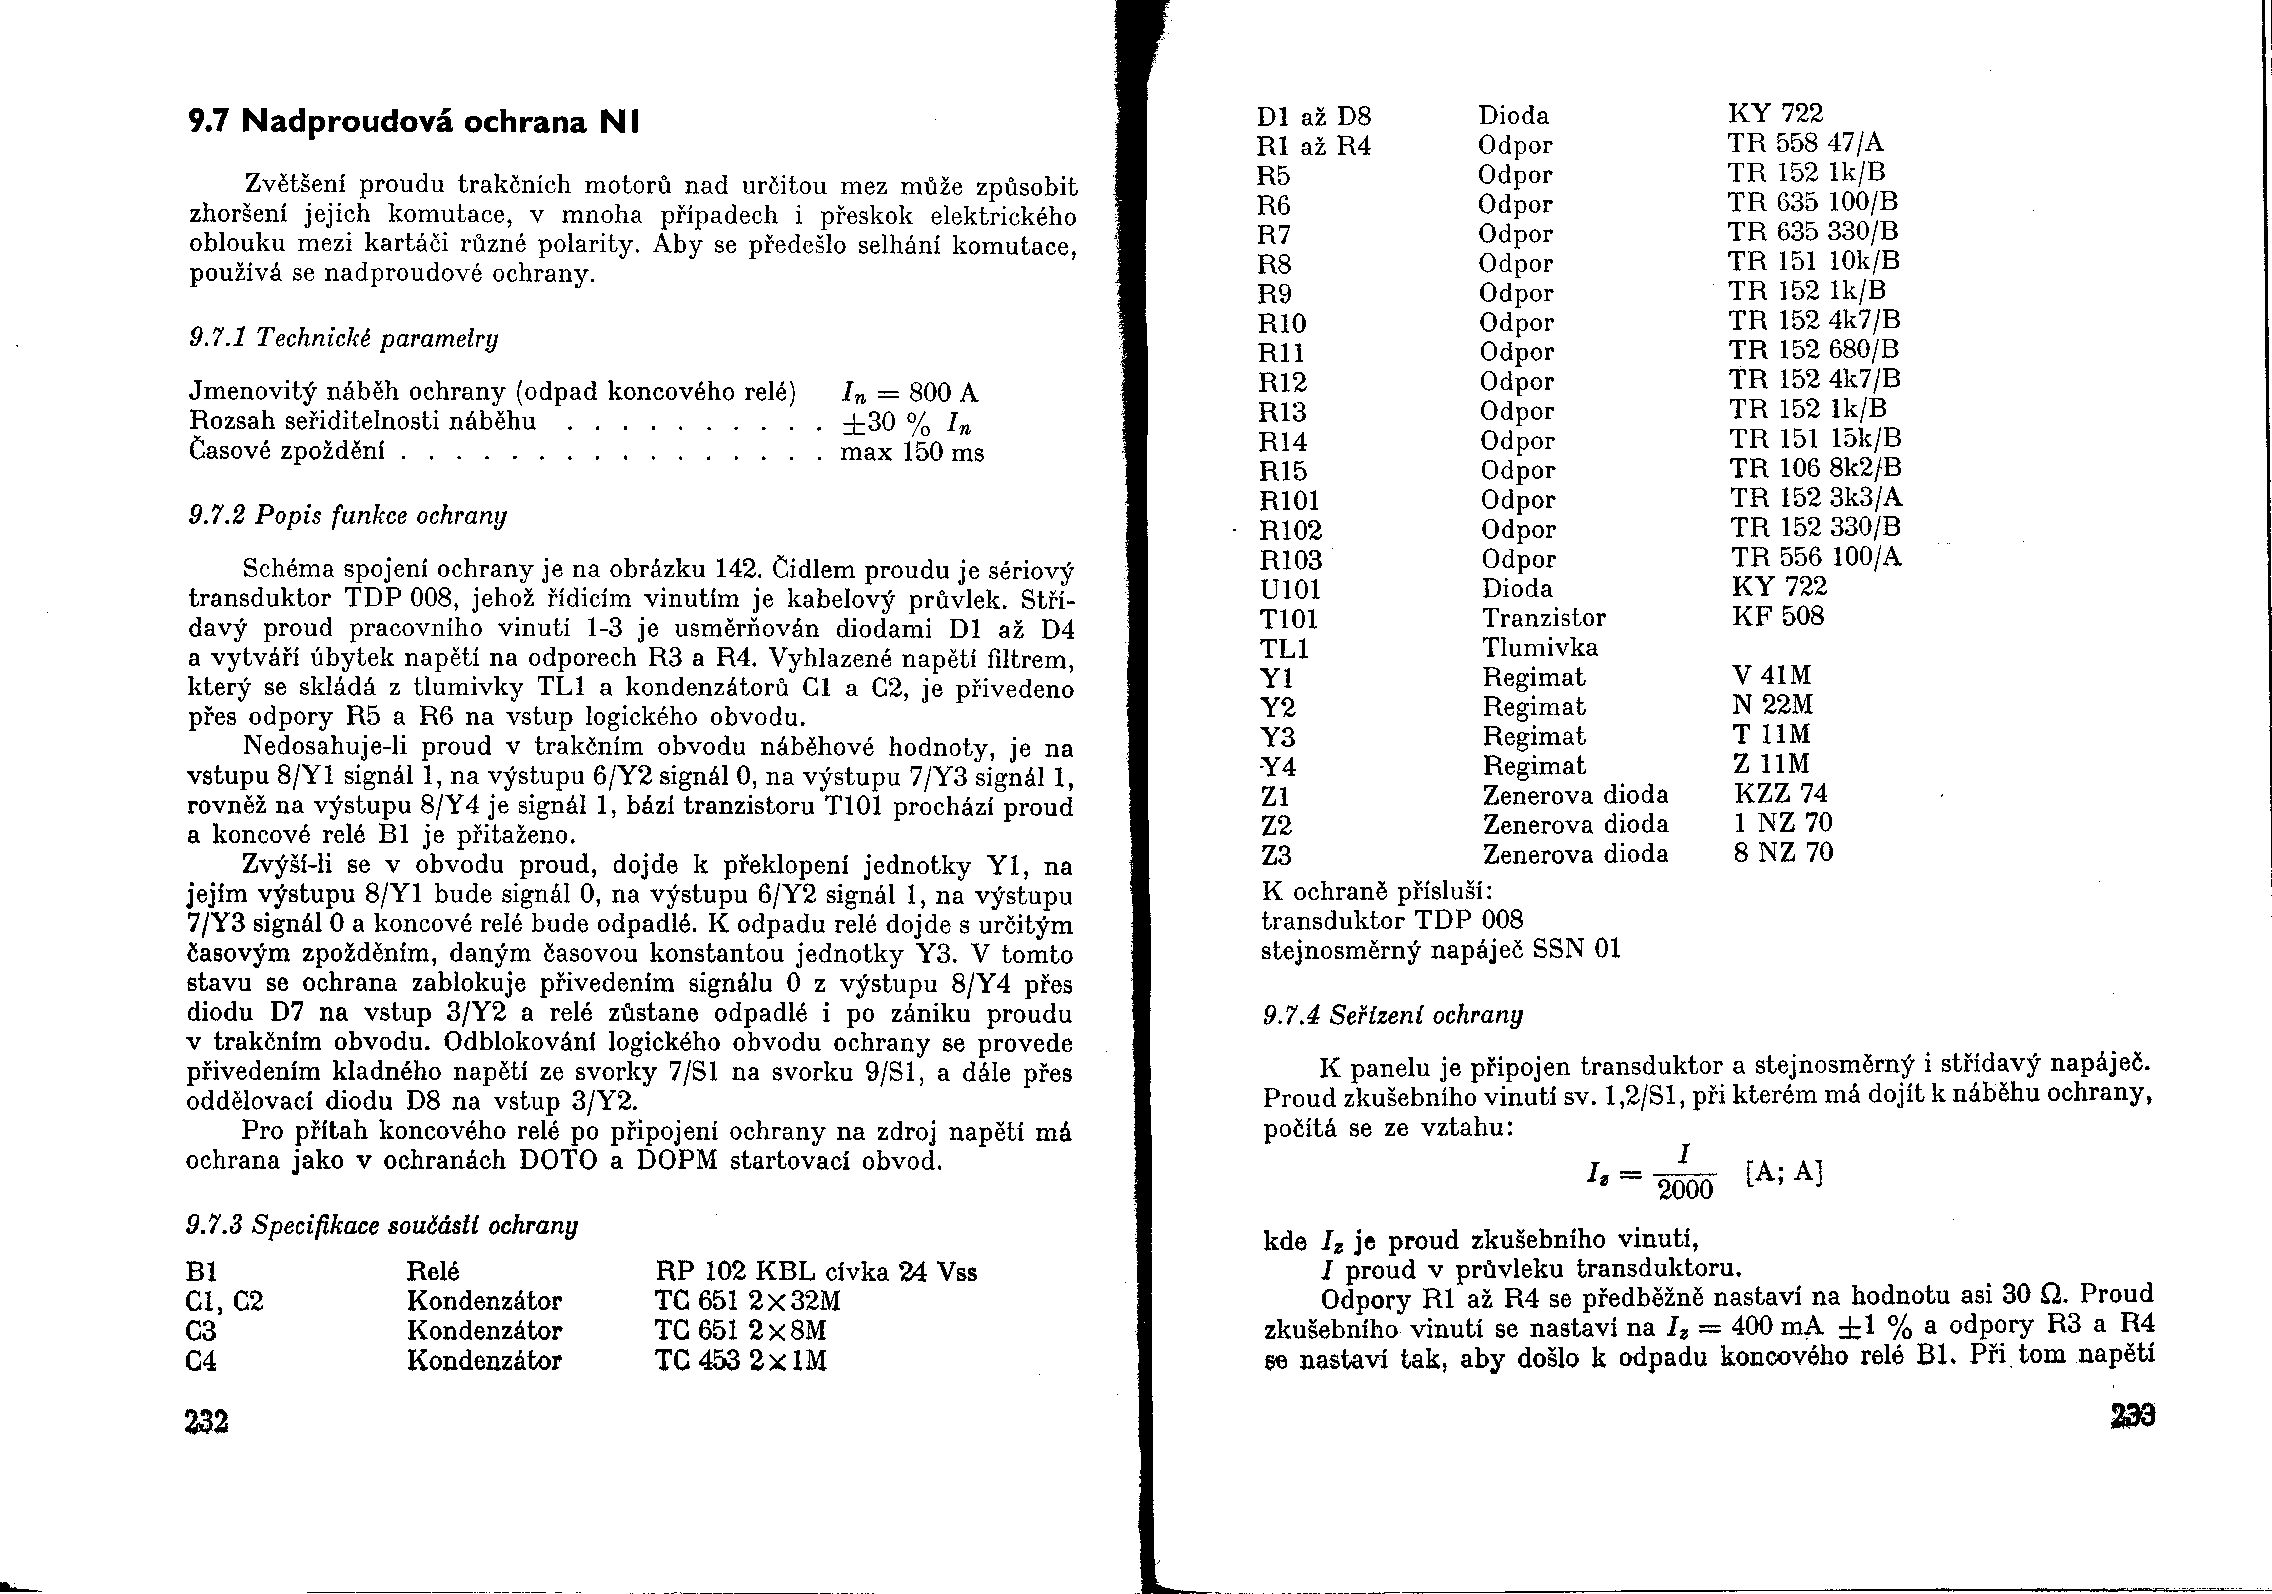 9.7 Nadproudová ochrana NI
Zvětšení proudu trakčních motorů nad určitou mez může způsobit
zhoršení jejich komutace, v mnoha případech i přeskok elektrického
oblouku mezi kartáči různé polarity. Aby se předešlo selhání komutace,
používá se nadproudové ochrany.
9.7.1 Technické parametry
Jmenovitý náběh ochrany (odpad koncového relé) In = 800 A
Rozsah seřiditelnosti náběhu . . . . . . . . . . ±30 % In
Časové zpoždění . . . . . . . . . . . . . . . . max 150 ms
9.7.2 Popis funkce ochrany
Schéma spojení ochrany je na obrázku 142. Čidlem proudu je sériový
transduktor TDP 008, jehož řídicím vinutím je kabelový průvlek. Stří-
davý proud pracovního vinutí 1-3 je usměrňován diodami D1 až D4
a vytváří úbytek napětí na odporech R3 a R4. Vyhlazené napětí filtrem,
který se skládá z tlumivky TL1 a kondenzátorů C1 a C2, je přivedeno
přes odpory R5 a R6 na vstup logického obvodu.
Nedosahuje-li proud v trakčním obvodu náběhové hodnoty, je na
vstupu 8/Y1 signál 1, na výstupu 6/Y2 signál 0, na výstupu 7/Y3 signál 1,
rovněž na výstupu 8/Y4 je signál 1, bází tranzistoru T101 prochází proud
a koncové relé B1 je přitaženo.
Zvýší-li se v obvodu proud, dojde k překlopení jednotky Y1, na
jejím výstupu 8/Y1 bude signál 0, na výstupu 6/Y2 signál 1, na výstupu
7/Y3 signál 0 a koncové relé bude odpadlé. K odpadu relé dojde s určitým
časovým zpožděním, daným časovou konstantou jednotky Y3. V tomto
stavu se ochrana zablokuje přivedením signálu 0 z výstupu 8/Y4 přes
diodu D7 na vstup 3/Y2 a relé zůstane odpadlé i po zániku proudu
v trakčním obvodu. Odblokování logického obvodu ochrany se provede
přivedením kladného napětí ze svorky 7/S1 na svorku 9/S1, a dále přes
oddělovací diodu D8 na vstup 3/Y2.
Pro přítah koncového relé po připojení ochrany na zdroj napětí má
ochrana jako v ochranách DOTO a DOPM startovací obvod.
9.7.3 Specifikace součástí ochrany
B1 Relé RP 102 KBL cívka 24 Vss
C1, C2 Kondenzátor TC 651 2×32M
C3 Kondenzátor TC 651 2×8M
C4 Kondenzátor TC 453 2×1M
232
D1 až D8 Dioda KY 722
R1 až R4 Odpor TR 558 47/A
R5 Odpor TR 152 1k/B
R6 Odpor TR 635 100/B
R7 Odpor TR 635 330/B
R8 Odpor TR 151 10k/B
R9 Odpor TR 152 1k/B
R10 Odpor TR 152 4k7/B
R11 Odpor TR 152 680/B
R12 Odpor TR 152 4k7/B
R13 Odpor TR 152 1k/B
R14 Odpor TR 151 15k/B
R15 Odpor TR 106 8k2/B
R101 Odpor TR 152 3k3/A
R102 Odpor TR 152 330/B
R103 Odpor TR 556 100/A
U101 Dioda KY 722
T101 Tranzistor KF 508
TL1 Tlumivka
Y1 Regimat V 41M
Y2 Regimat N 22M
Y3 Regimat T 11M
Y4 Regimat Z 11M
Z1 Zenerova dioda KZZ 74
Z2 Zenerova dioda 1 NZ 70
Z3 Zenerova dioda 8 NZ 70
K ochraně přísluší:
transduktor TDP 008
stejnosměrný napáječ SSN 01
9.7.4 Seřízení ochrany
K panelu je připojen transduktor a stejnosměrný i střídavý napáječ.
Proud zkušebního vinutí sv. 1,2/S1, při kterém má dojít k náběhu ochrany,
počítá se ze vztahu:
Iz = I / 2000 [A; A]
kde Iz je proud zkušebního vinutí,
I proud v průvleku transduktoru.
Odpory R1 až R4 se předběžně nastaví na hodnotu asi 30 Ω. Proud
zkušebního vinutí se nastaví na Iz = 400 mA ±1 % a odpory R3 a R4
se nastaví tak, aby došlo k odpadu koncového relé B1. Při tom napětí
233